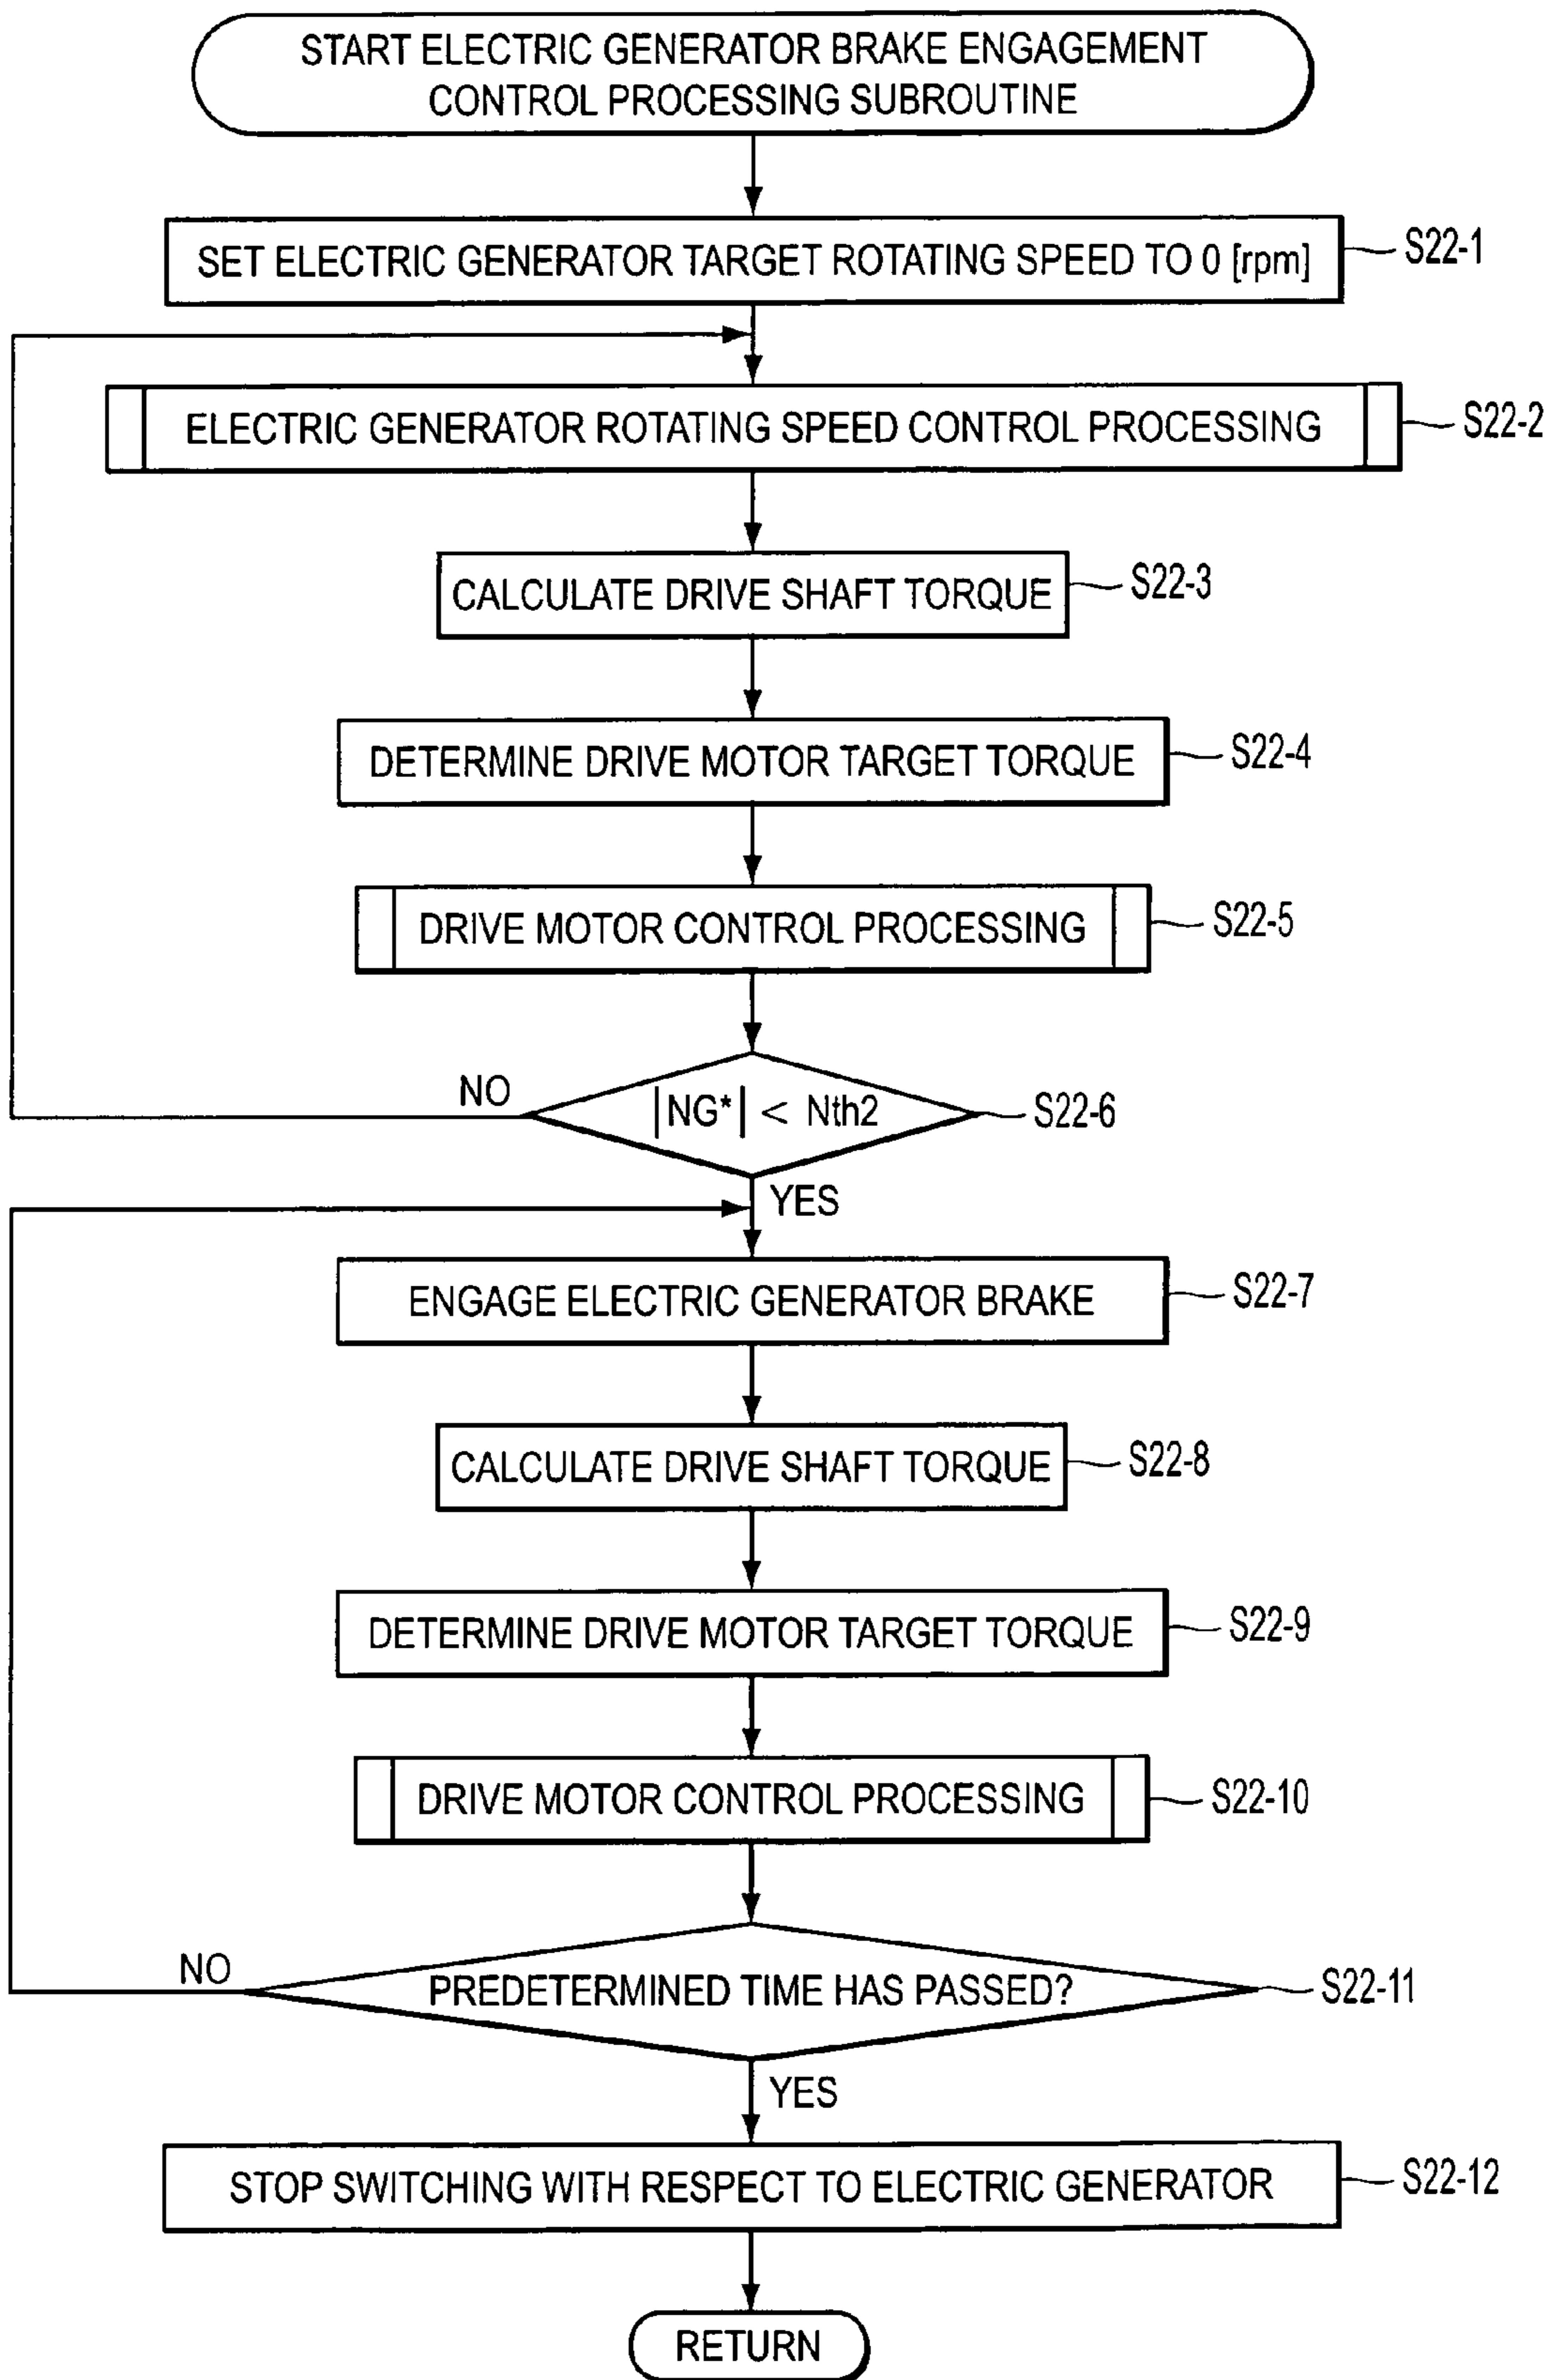 START ELECTRIC GENERATOR BRAKE ENGAGEMENT
CONTROL PROCESSING SUBROUTINE
SET ELECTRIC GENERATOR TARGET ROTATING SPEED TO 0 [rpm]
S22-1
ELECTRIC GENERATOR ROTATING SPEED CONTROL PROCESSING
S22-2
CALCULATE DRIVE SHAFT TORQUE
S22-3
DETERMINE DRIVE MOTOR TARGET TORQUE
S22-4
DRIVE MOTOR CONTROL PROCESSING
S22-5
NO
|NG*| < Nth2
S22-6
YES
ENGAGE ELECTRIC GENERATOR BRAKE
S22-7
CALCULATE DRIVE SHAFT TORQUE
S22-8
DETERMINE DRIVE MOTOR TARGET TORQUE
S22-9
DRIVE MOTOR CONTROL PROCESSING
S22-10
NO
PREDETERMINED TIME HAS PASSED?
S22-11
YES
STOP SWITCHING WITH RESPECT TO ELECTRIC GENERATOR
S22-12
RETURN